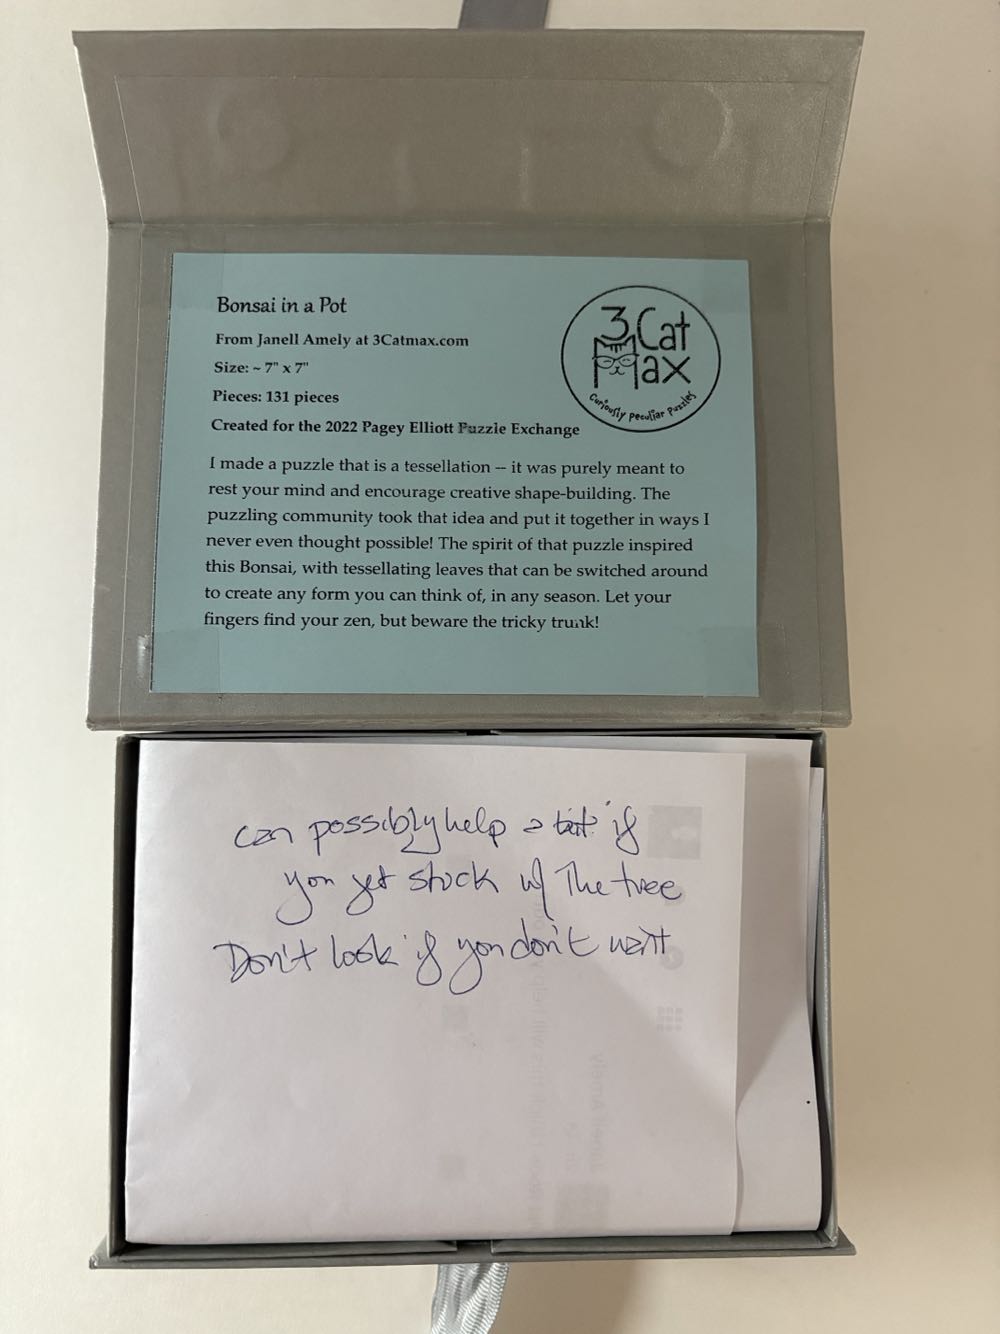 Bonsai in a Pot
From Janell Amely at 3Catmax.com
Size: ~ 7" x 7"
Pieces: 131 pieces
Created for the 2022 Pagey Elliott Puzzle Exchange
3 Cat
Max
Curiously Peculiar Puzzles
I made a puzzle that is a tessellation – it was purely meant to
rest your mind and encourage creative shape-building. The
puzzling community took that idea and put it together in ways I
never even thought possible! The spirit of that puzzle inspired
this Bonsai, with tessellating leaves that can be switched around
to create any form you can think of, in any season. Let your
fingers find your zen, but beware the tricky trunk!
can possibly help a bit if
you get stuck w/ The tree
Don't look if you don't want